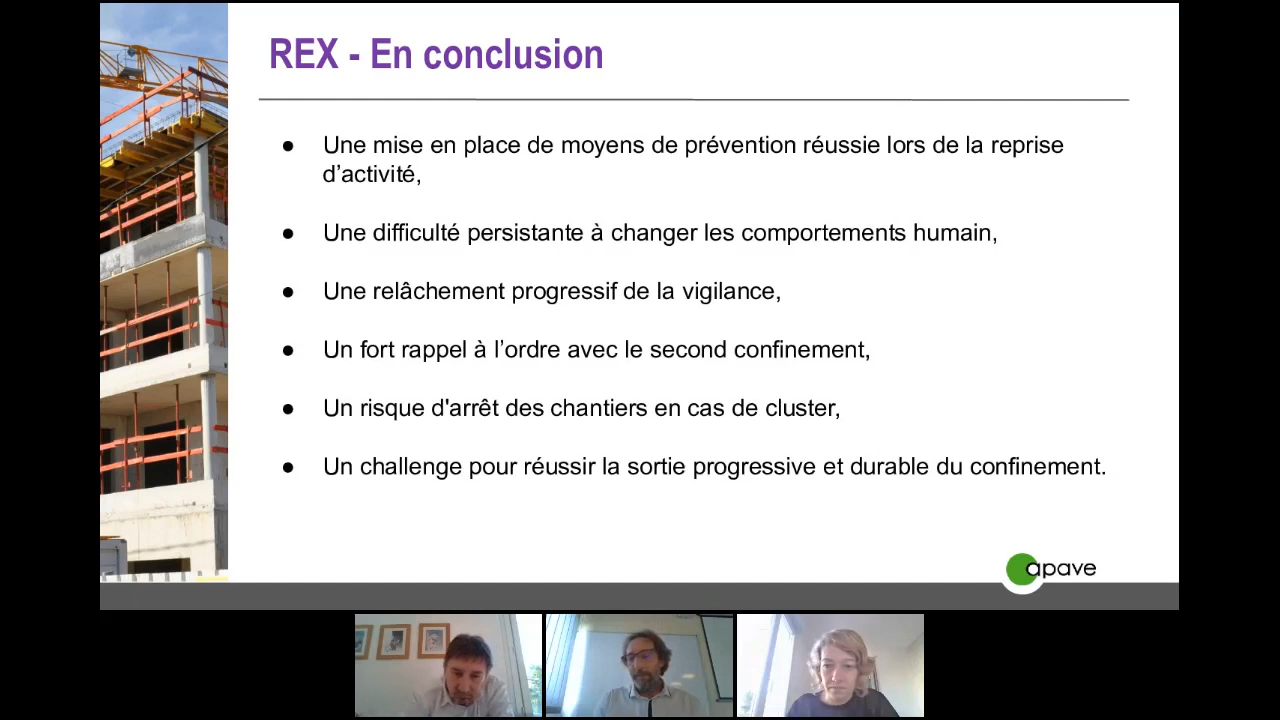 REX - En conclusion
● Une mise en place de moyens de prévention réussie lors de la reprise
d’activité,
● Une difficulté persistante à changer les comportements humain,
● Une relâchement progressif de la vigilance,
● Un fort rappel à l’ordre avec le second confinement,
● Un risque d'arrêt des chantiers en cas de cluster,
● Un challenge pour réussir la sortie progressive et durable du confinement.
apave